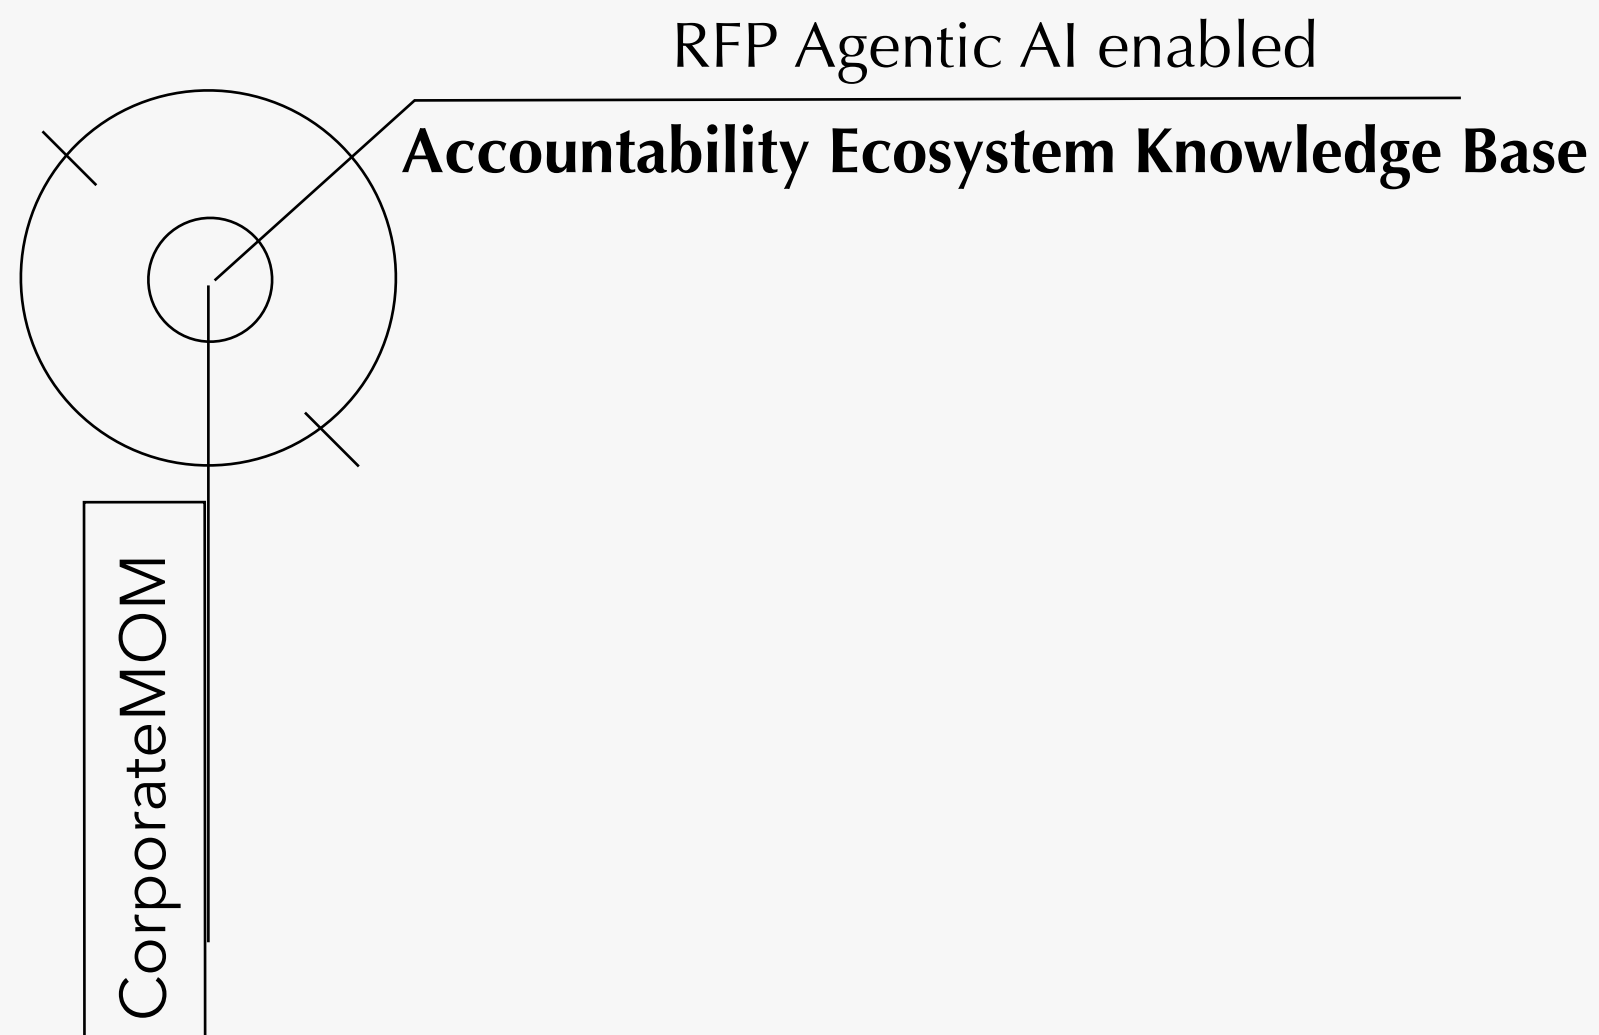 RFP Agentic AI enabled
Accountability Ecosystem Knowledge Base
CorporateMOM